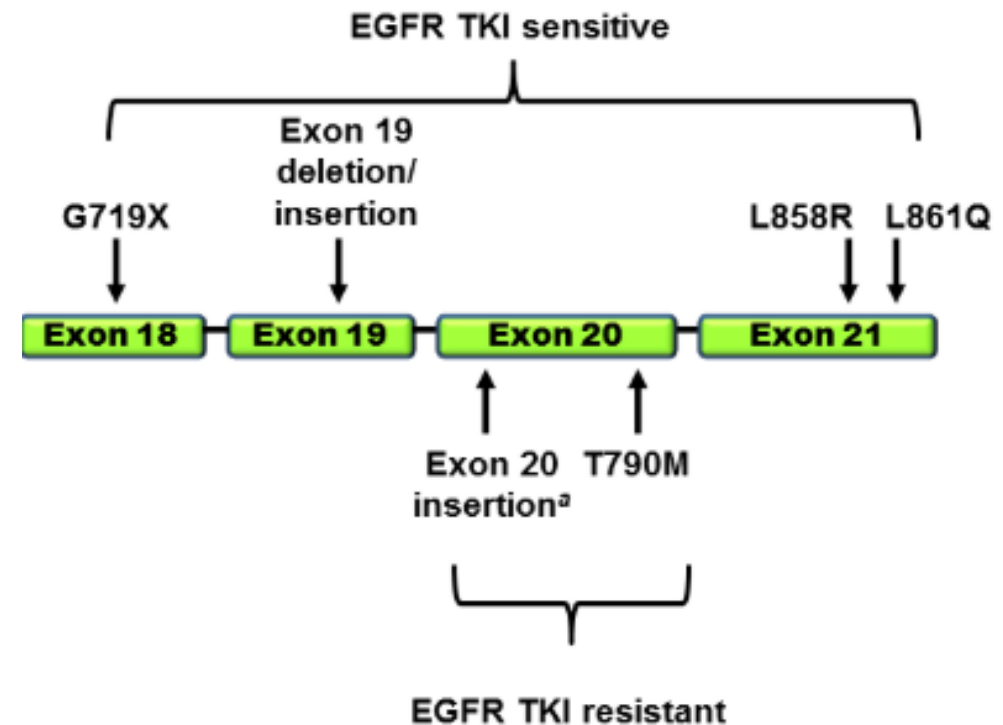 EGFR TKI sensitive
Exon 19
deletion/
insertion
G719X
L858R
L861Q
Exon 18
Exon 19
Exon 20
Exon 21
Exon 20
insertionᵃ
T790M
EGFR TKI resistant